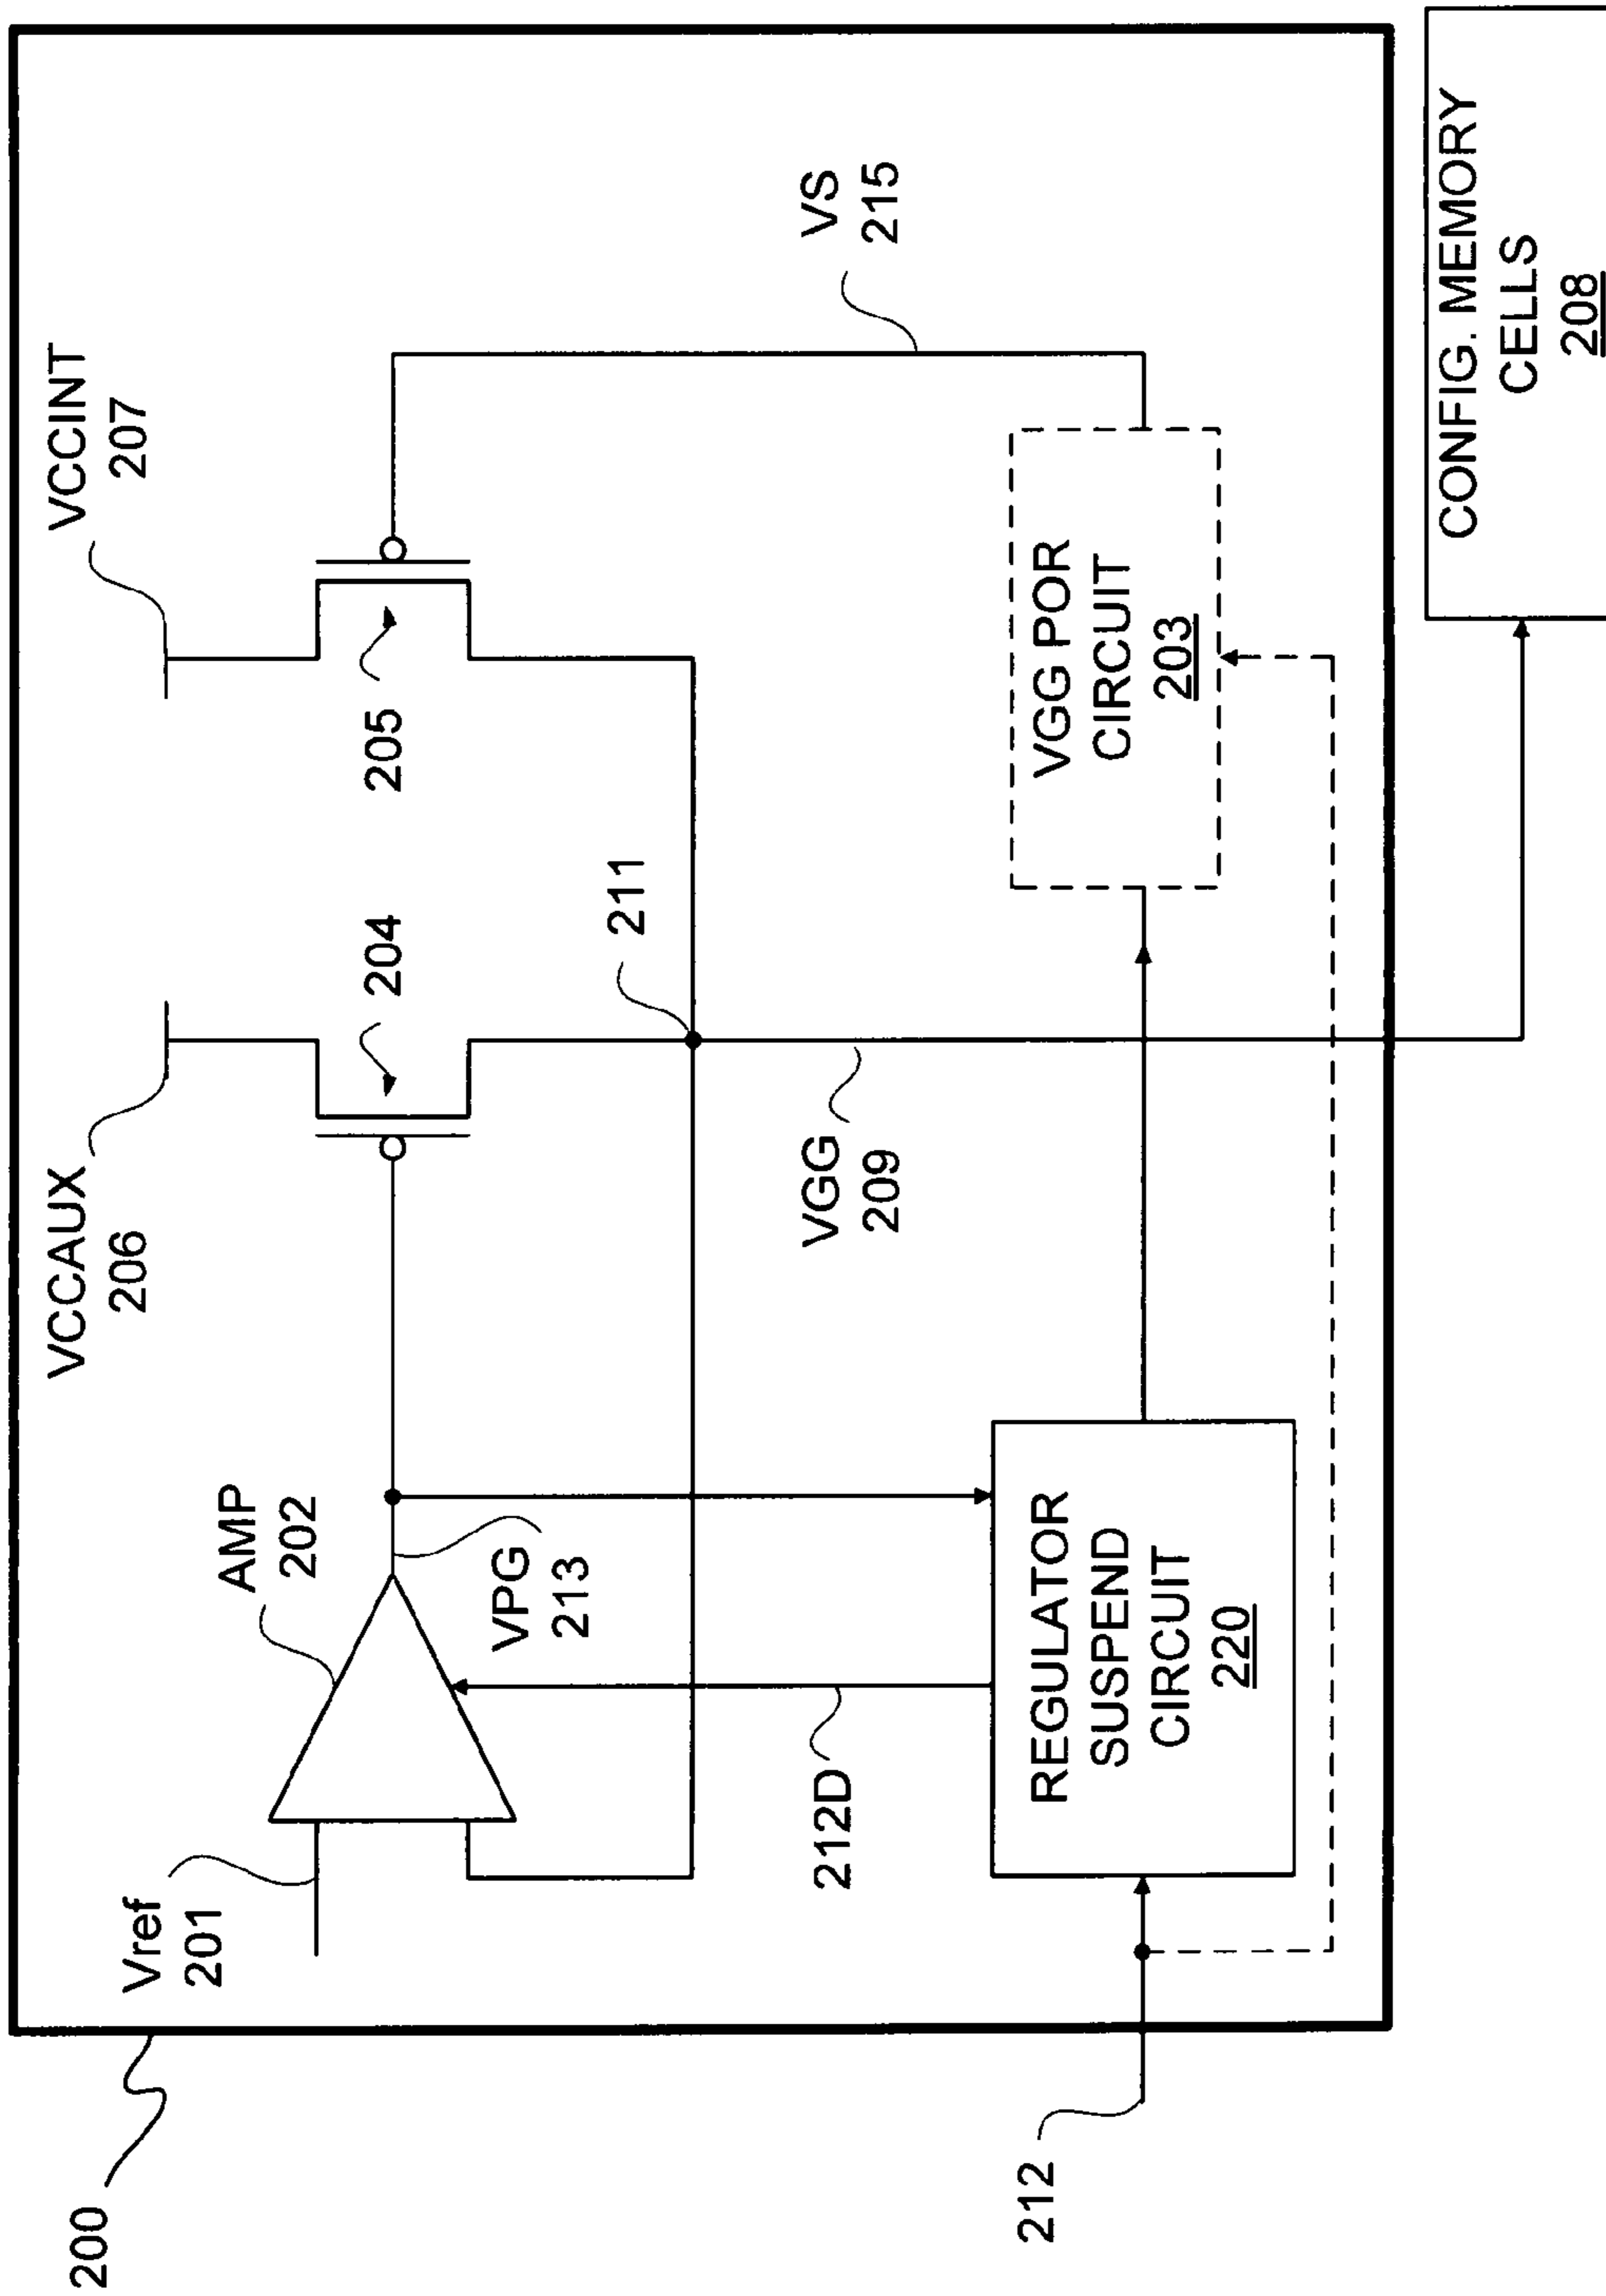 200
VCCAUX
206
VCCINT
207
Vref
201
AMP
202
204
205
VPG
213
211
VS
215
VGG
209
212D
212
REGULATOR
SUSPEND
CIRCUIT
220
VGG POR
CIRCUIT
203
CONFIG. MEMORY
CELLS
208